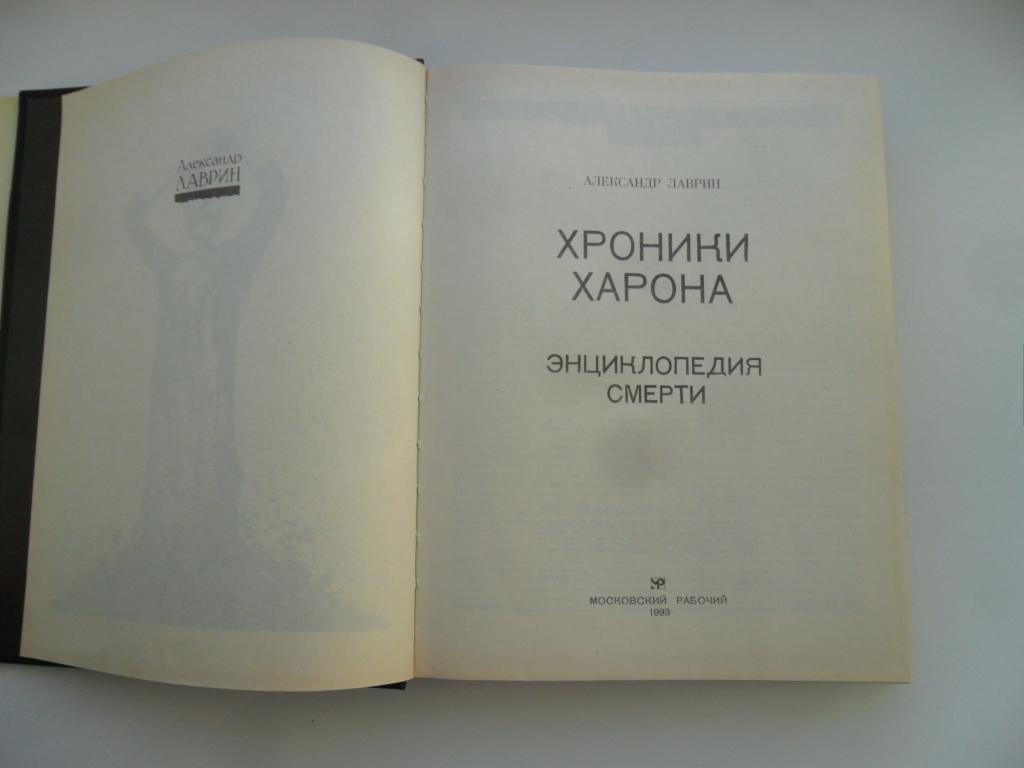 Александр
ЛАВРИН
АЛЕКСАНДР ЛАВРИН
ХРОНИКИ
ХАРОНА
ЭНЦИКЛОПЕДИЯ
СМЕРТИ
МОСКОВСКИЙ РАБОЧИЙ
1993